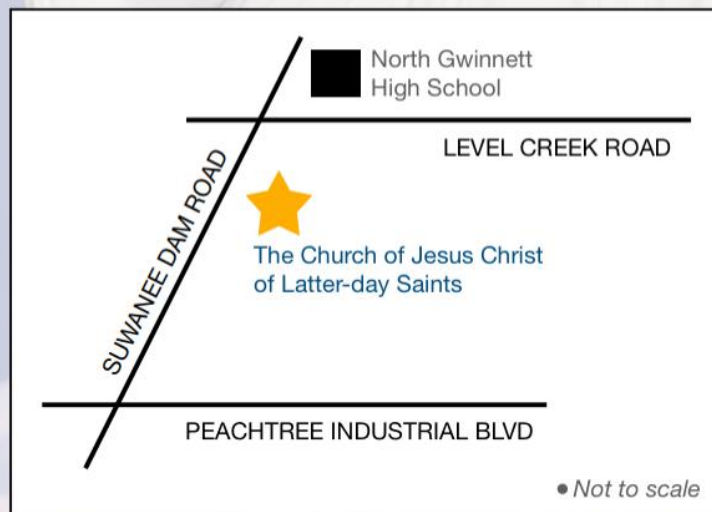 North Gwinnett
High School
LEVEL CREEK ROAD
SUWANEE DAM ROAD
The Church of Jesus Christ
of Latter-day Saints
PEACHTREE INDUSTRIAL BLVD
• Not to scale